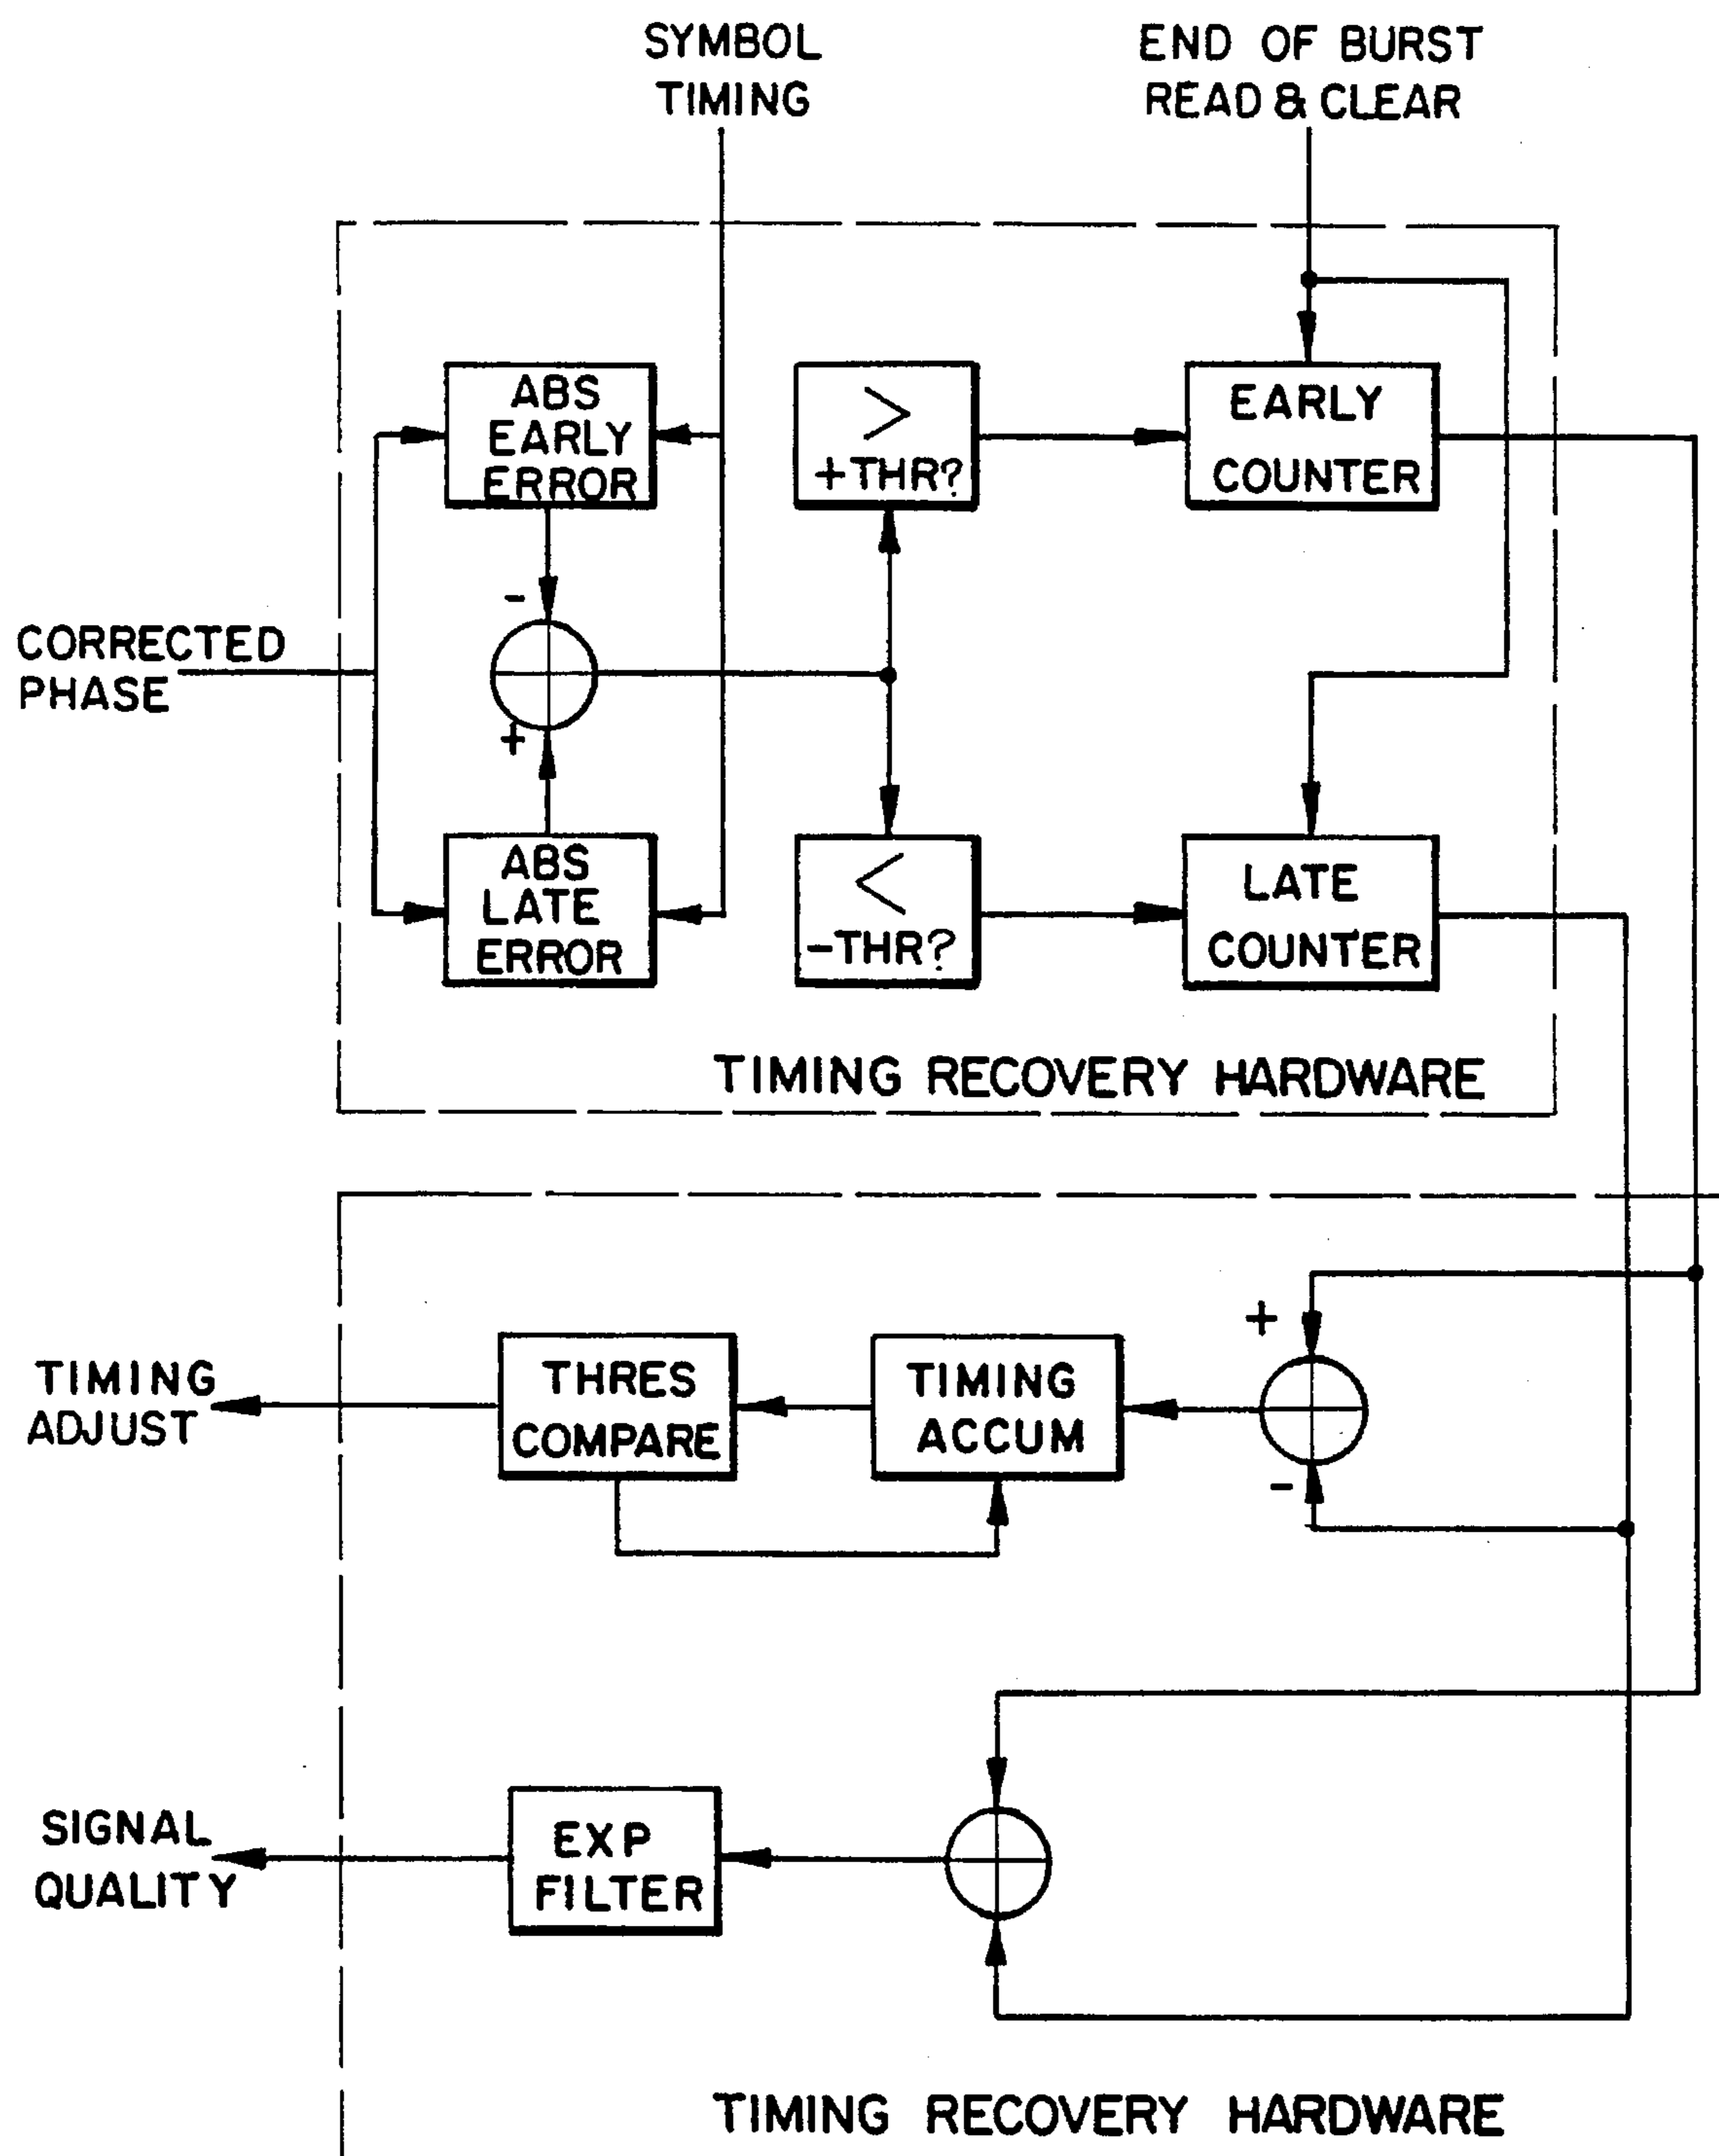 SYMBOL
TIMING
END OF BURST
READ & CLEAR
ABS
EARLY
ERROR
>
+THR?
EARLY
COUNTER
-
CORRECTED
PHASE
+
ABS
LATE
ERROR
<
-THR?
LATE
COUNTER
TIMING RECOVERY HARDWARE
+
TIMING
ADJUST
THRES
COMPARE
TIMING
ACCUM
-
SIGNAL
QUALITY
EXP
FILTER
TIMING RECOVERY HARDWARE